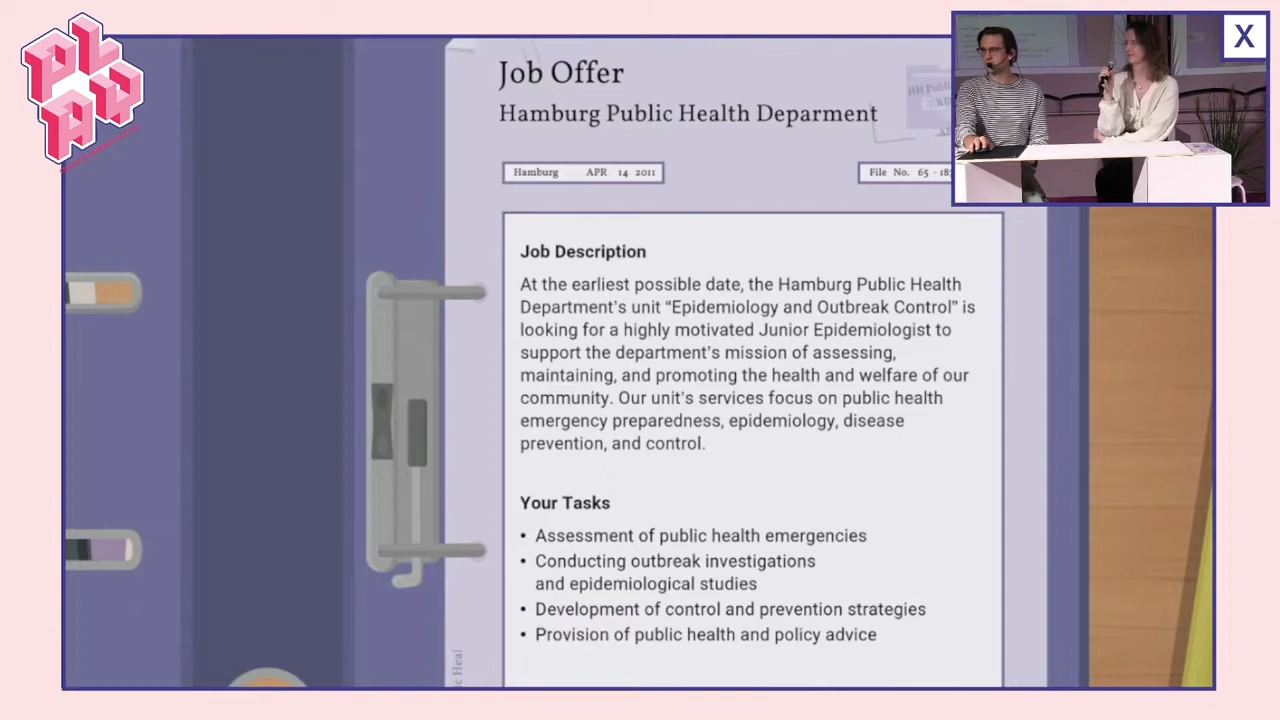 PLAY
Job Offer
Hamburg Public Health Deparment
Hamburg APR 14 2011
File No. 65 - 
X
Job Description
At the earliest possible date, the Hamburg Public Health
Department's unit “Epidemiology and Outbreak Control” is
looking for a highly motivated Junior Epidemiologist to
support the department's mission of assessing,
maintaining, and promoting the health and welfare of our
community. Our unit's services focus on public health
emergency preparedness, epidemiology, disease
prevention, and control.
Your Tasks
• Assessment of public health emergencies
• Conducting outbreak investigations
and epidemiological studies
• Development of control and prevention strategies
• Provision of public health and policy advice